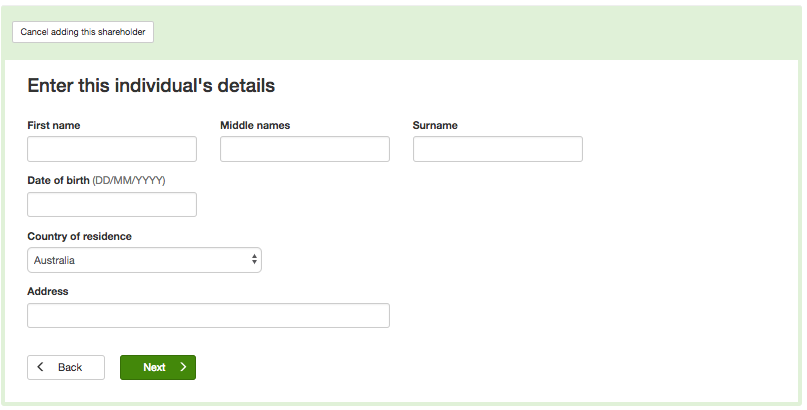 Cancel adding this shareholder
Enter this individual's details
First name Middle names Surname
Date of birth (DD/MM/YYYY)
Country of residence
Australia
Address
Back Next